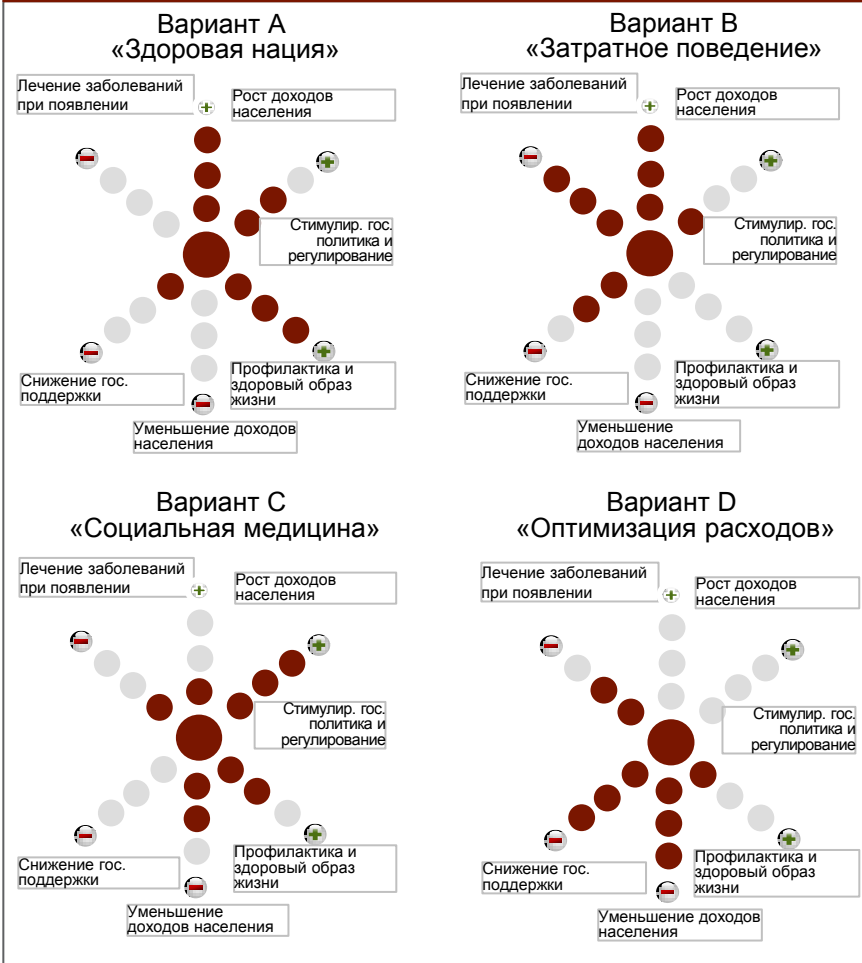 Вариант A
«Здоровая нация»
Лечение заболеваний
при появлении
Рост доходов
населения
Стимулир. гос.
политика и
регулирование
Снижение гос.
поддержки
Профилактика и
здоровый образ
жизни
Уменьшение доходов
населения
Вариант B
«Затратное поведение»
Лечение заболеваний
при появлении
Рост доходов
населения
Стимулир. гос.
политика и
регулирование
Снижение гос.
поддержки
Профилактика и
здоровый образ
жизни
Уменьшение
доходов населения
Вариант C
«Социальная медицина»
Лечение заболеваний
при появлении
Рост доходов
населения
Стимулир. гос.
политика и
регулирование
Снижение гос.
поддержки
Профилактика и
здоровый образ
жизни
Уменьшение
доходов населения
Вариант D
«Оптимизация расходов»
Лечение заболеваний
при появлении
Рост доходов
населения
Стимулир. гос.
политика и
регулирование
Снижение гос.
поддержки
Профилактика и
здоровый образ
жизни
Уменьшение доходов
населения